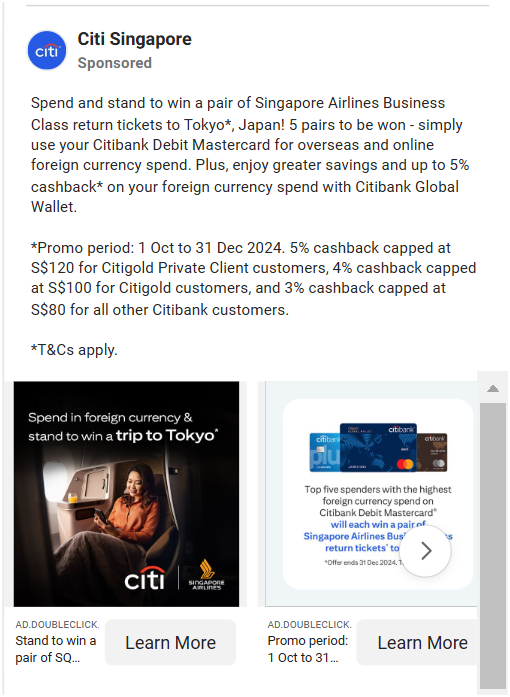 citi
Citi Singapore
Sponsored
Spend and stand to win a pair of Singapore Airlines Business
Class return tickets to Tokyo*, Japan! 5 pairs to be won - simply
use your Citibank Debit Mastercard for overseas and online
foreign currency spend. Plus, enjoy greater savings and up to 5%
cashback* on your foreign currency spend with Citibank Global
Wallet.
*Promo period: 1 Oct to 31 Dec 2024. 5% cashback capped at
S$120 for Citigold Private Client customers, 4% cashback capped
at S$100 for Citigold customers, and 3% cashback capped at
S$80 for all other Citibank customers.
*T&Cs apply.
Spend in foreign currency &
stand to win a trip to Tokyo*
citi
SINGAPORE
AIRLINES
AD.DOUBLECLICK.
Stand to win a
pair of SQ...
Learn More
citibank
citibank
citibank
Top five spenders with the highest
foreign currency spend on
Citibank Debit Mastercard®
will each win a pair of
Singapore Airlines Bus
return tickets* to
*Offer ends 31 Dec 2024. T
AD.DOUBLECLICK.
Promo period:
1 Oct to 31...
Learn More